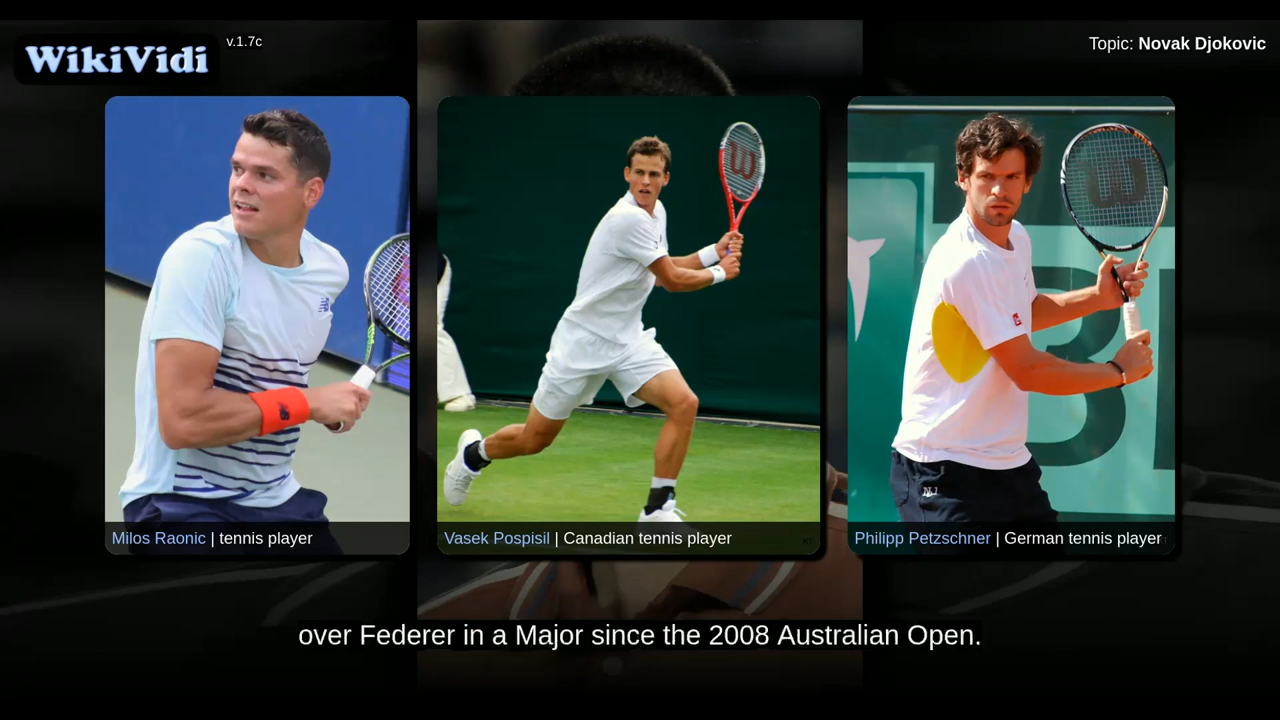 WikiVidi
v.1.7c
Topic: Novak Djokovic
Milos Raonic | tennis player
Vasek Pospisil | Canadian tennis player
Philipp Petzschner | German tennis player
over Federer in a Major since the 2008 Australian Open.